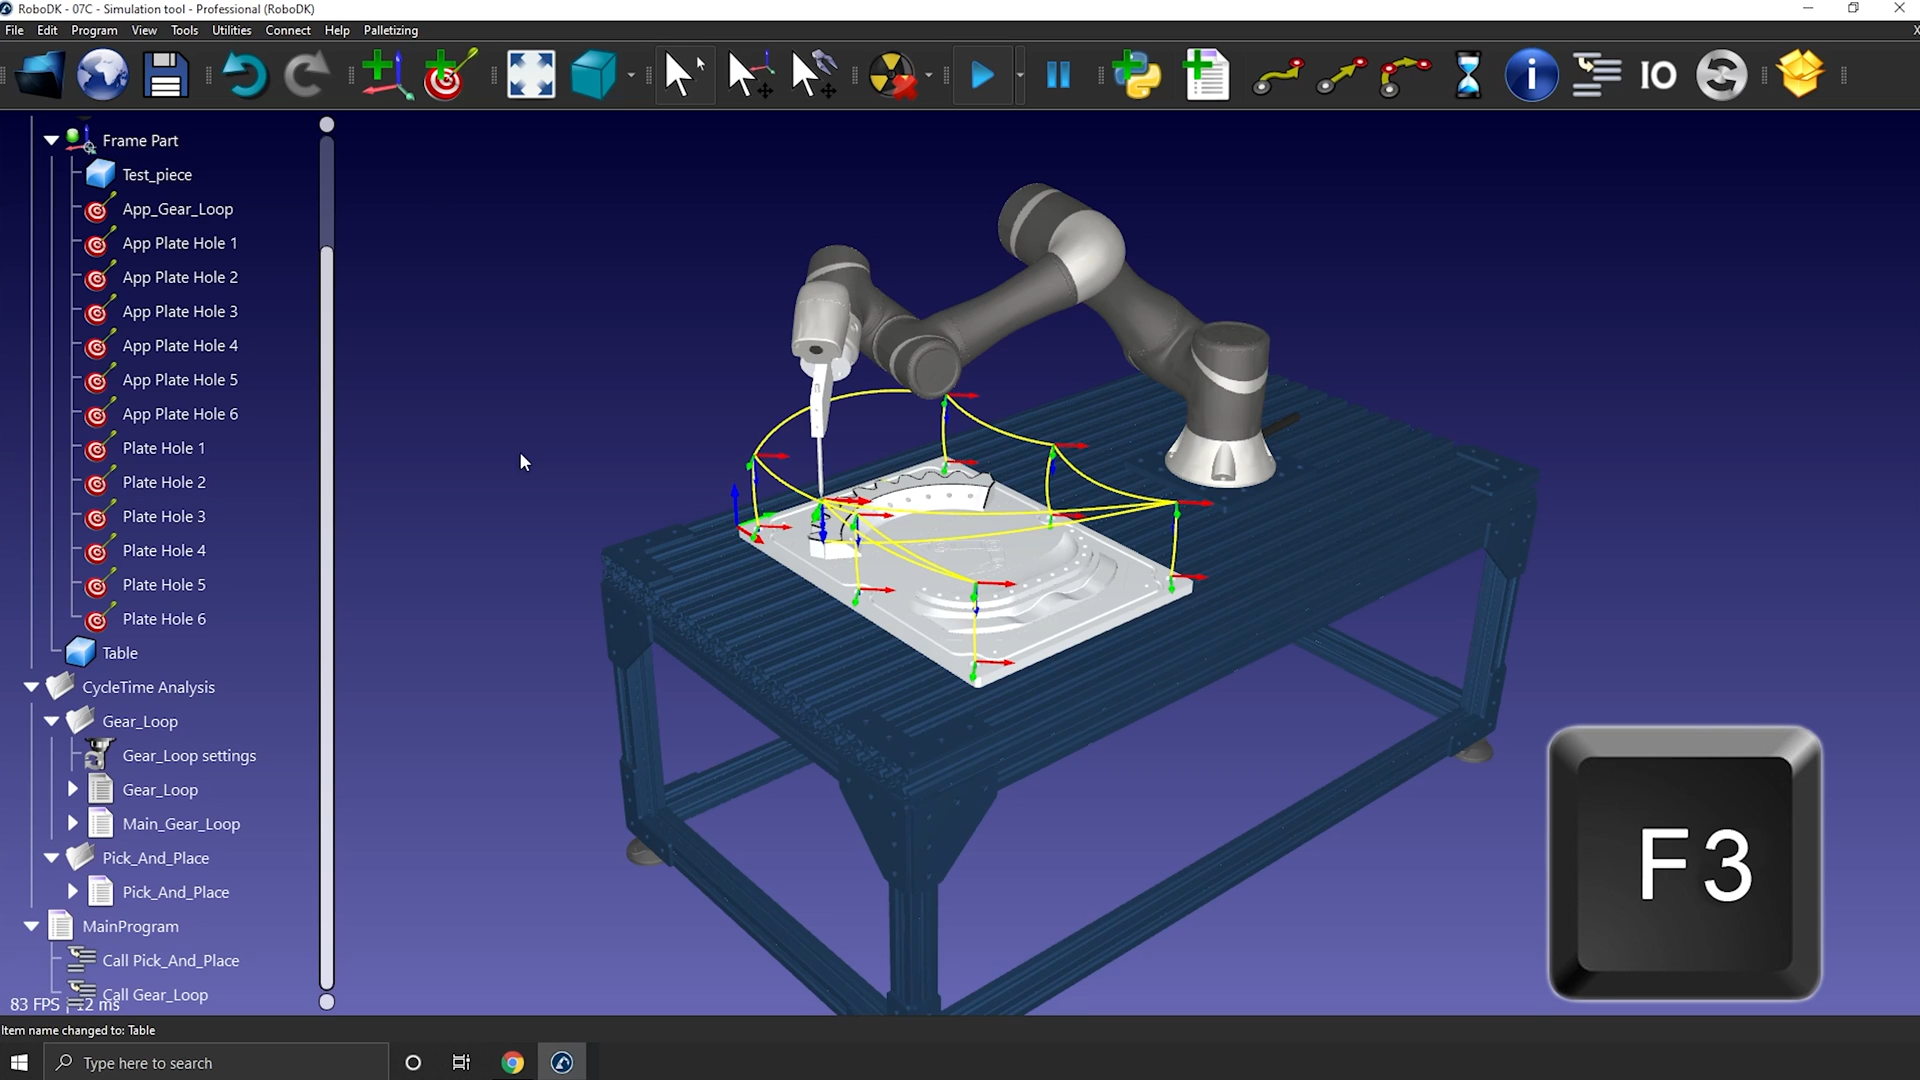 RoboDK - 07C - Simulation tool - Professional (RoboDK)
File Edit Program View Tools Utilities Connect Help Palletizing
IO
Frame Part
Test_piece
App_Gear_Loop
App Plate Hole 1
App Plate Hole 2
App Plate Hole 3
App Plate Hole 4
App Plate Hole 5
App Plate Hole 6
Plate Hole 1
Plate Hole 2
Plate Hole 3
Plate Hole 4
Plate Hole 5
Plate Hole 6
Table
CycleTime Analysis
Gear_Loop
Gear_Loop settings
Gear_Loop
Main_Gear_Loop
Pick_And_Place
Pick_And_Place
MainProgram
Call Pick_And_Place
Call Gear_Loop
83 FPS | 12 ms
F3
Item name changed to: Table
Type here to search